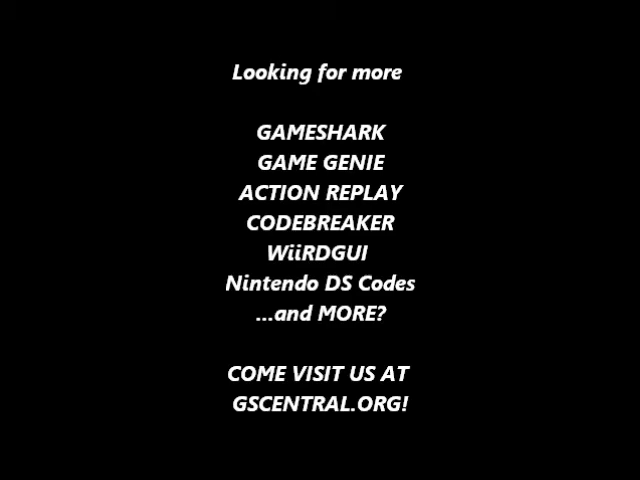 Looking for more
GAMESHARK
GAME GENIE
ACTION REPLAY
CODEBREAKER
WiiRDGUI
Nintendo DS Codes
...and MORE?
COME VISIT US AT
GSCENTRAL.ORG!